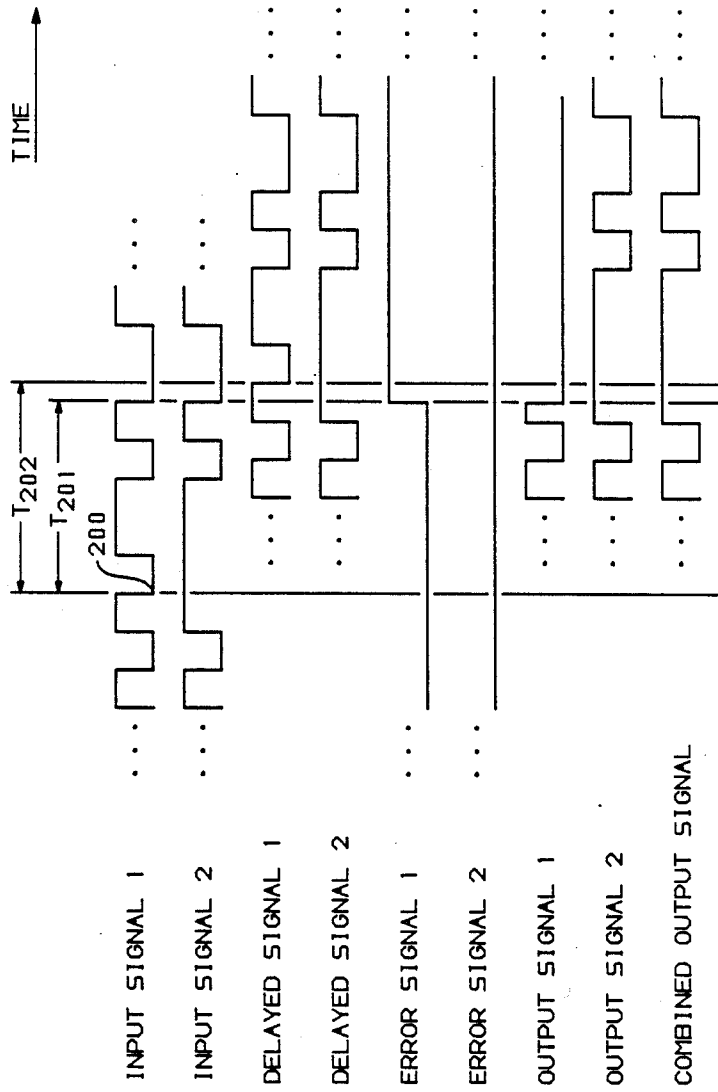 TIME
T202
T201
200
INPUT SIGNAL 1
INPUT SIGNAL 2
DELAYED SIGNAL 1
DELAYED SIGNAL 2
ERROR SIGNAL 1
ERROR SIGNAL 2
OUTPUT SIGNAL 1
OUTPUT SIGNAL 2
COMBINED OUTPUT SIGNAL